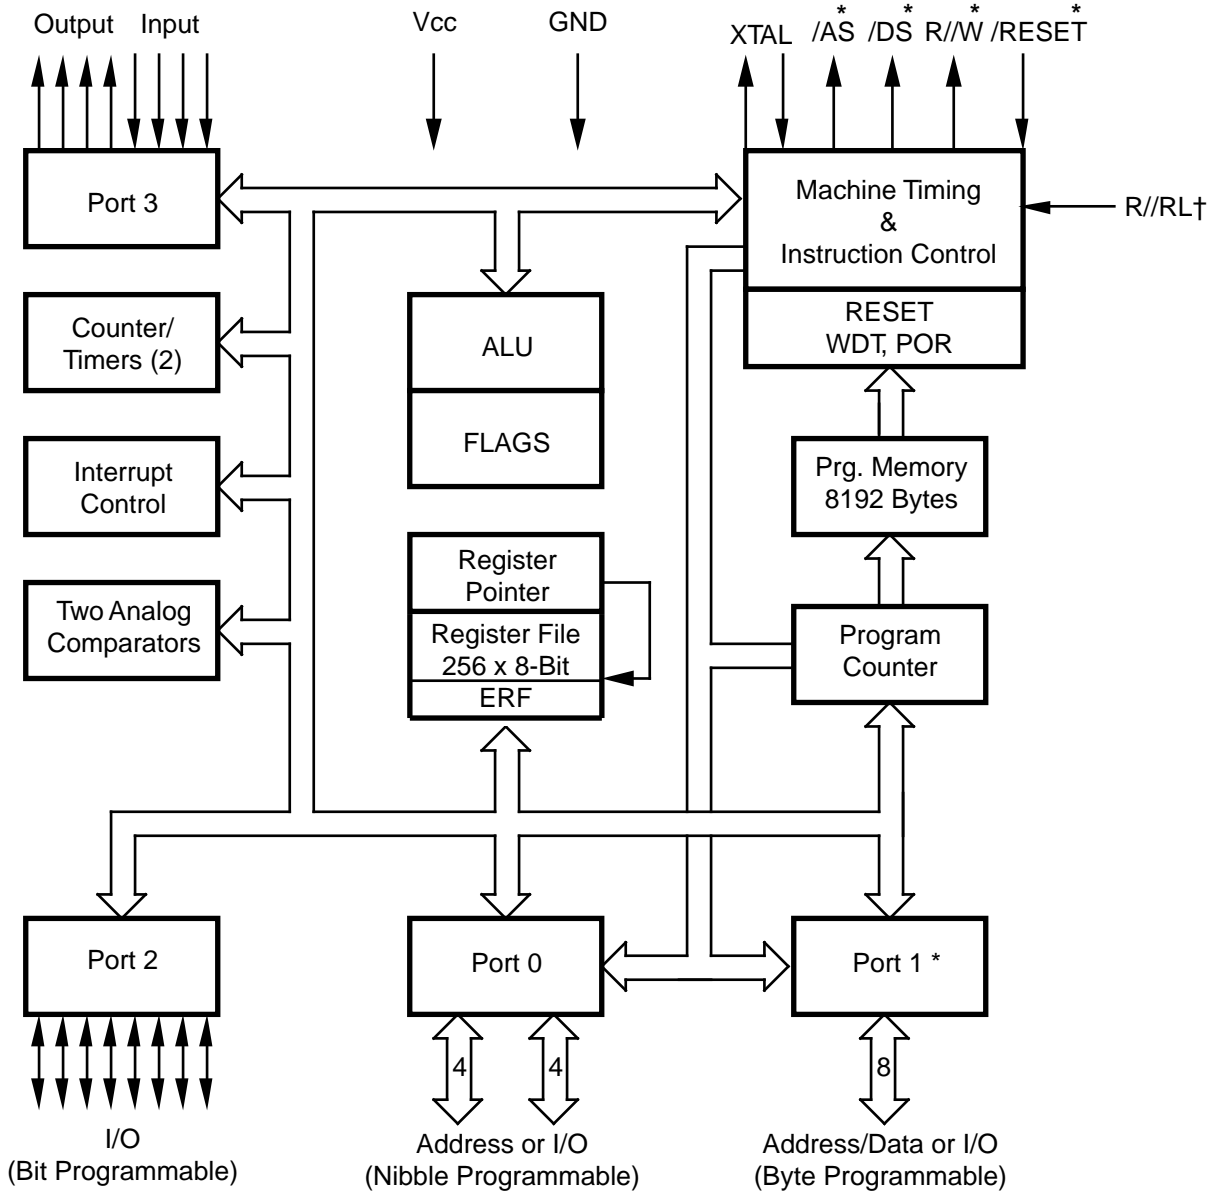 Output Input Vcc GND XTAL /AS* /DS* R//W* /RESET*
Port 3
Machine Timing
&
Instruction Control
R//RL†
RESET
WDT, POR
Counter/
Timers (2)
ALU
FLAGS
Interrupt
Control
Prg. Memory
8192 Bytes
Two Analog
Comparators
Register
Pointer
Register File
256 x 8-Bit
ERF
Program
Counter
Port 2
Port 0
Port 1 *
4
4
8
I/O
(Bit Programmable)
Address or I/O
(Nibble Programmable)
Address/Data or I/O
(Byte Programmable)